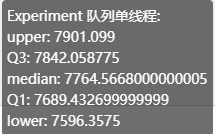 Experiment 队列单线程:
upper: 7901.099
Q3: 7842.058775
median: 7764.5668000000005
Q1: 7689.432699999999
lower: 7596.3575